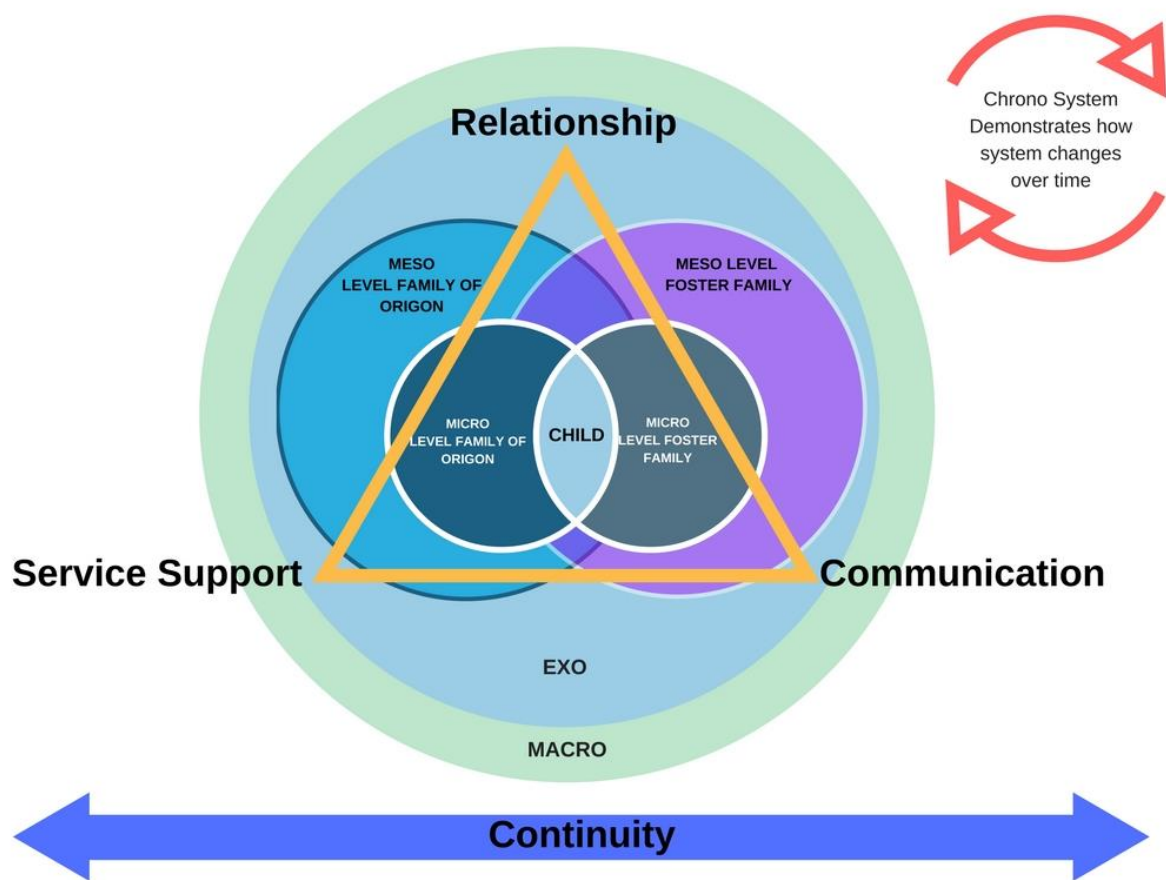 Chrono System
Demonstrates how
system changes
over time
Relationship
MESO
LEVEL FAMILY OF
ORIGON
MESO LEVEL
FOSTER FAMILY
MICRO
LEVEL FAMILY OF
ORIGON
CHILD
MICRO
LEVEL FOSTER
FAMILY
Service Support
Communication
EXO
MACRO
Continuity